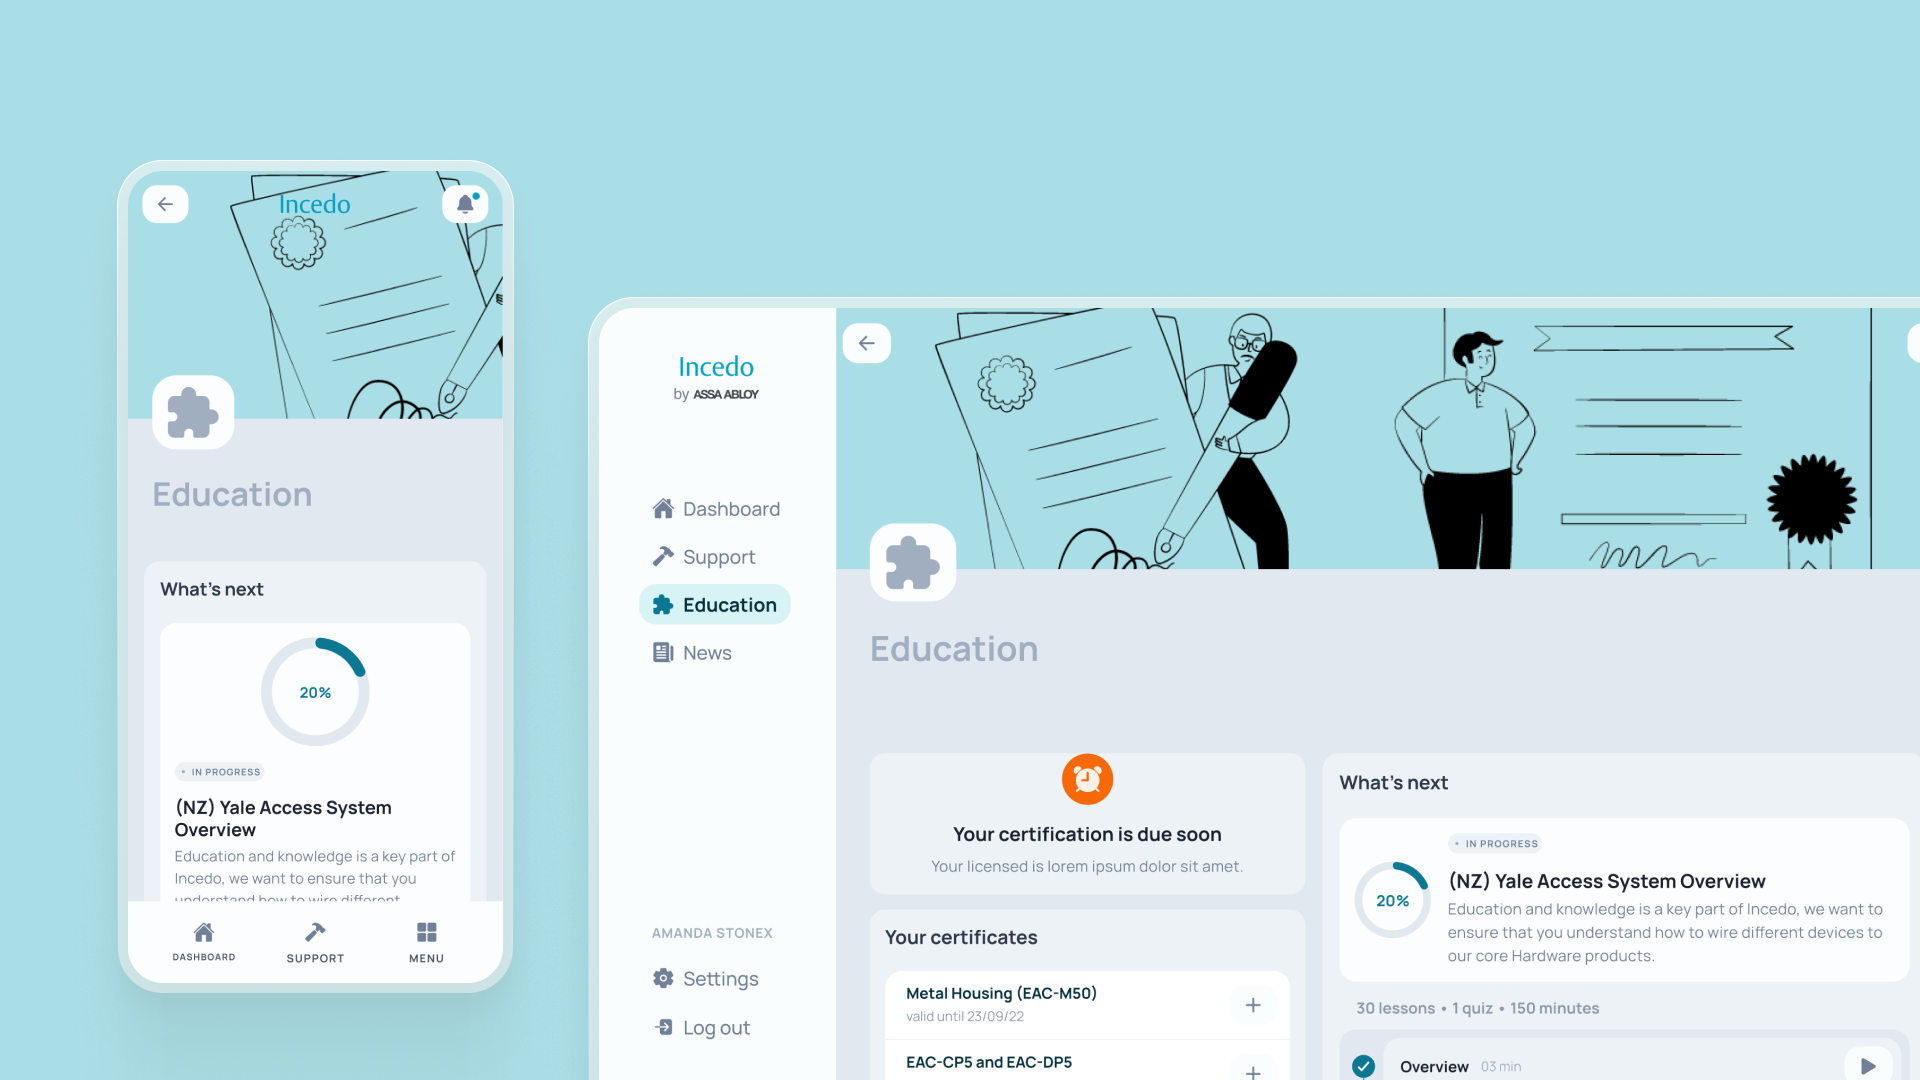 Incedo
Education
What's next
20%
• IN PROGRESS
(NZ) Yale Access System
Overview
Education and knowledge is a key part of
Incedo, we want to ensure that you
understand how to wire different
DASHBOARD
SUPPORT
MENU
Incedo
by ASSA ABLOY
Dashboard
Support
Education
News
AMANDA STONEX
Settings
Log out
Education
Your certification is due soon
Your licensed is lorem ipsum dolor sit amet.
Your certificates
Metal Housing (EAC-M50)
valid until 23/09/22
EAC-CP5 and EAC-DP5
What's next
20%
• IN PROGRESS
(NZ) Yale Access System Overview
Education and knowledge is a key part of Incedo, we want to
ensure that you understand how to wire different devices to
our core Hardware products.
30 lessons • 1 quiz • 150 minutes
Overview 03 min